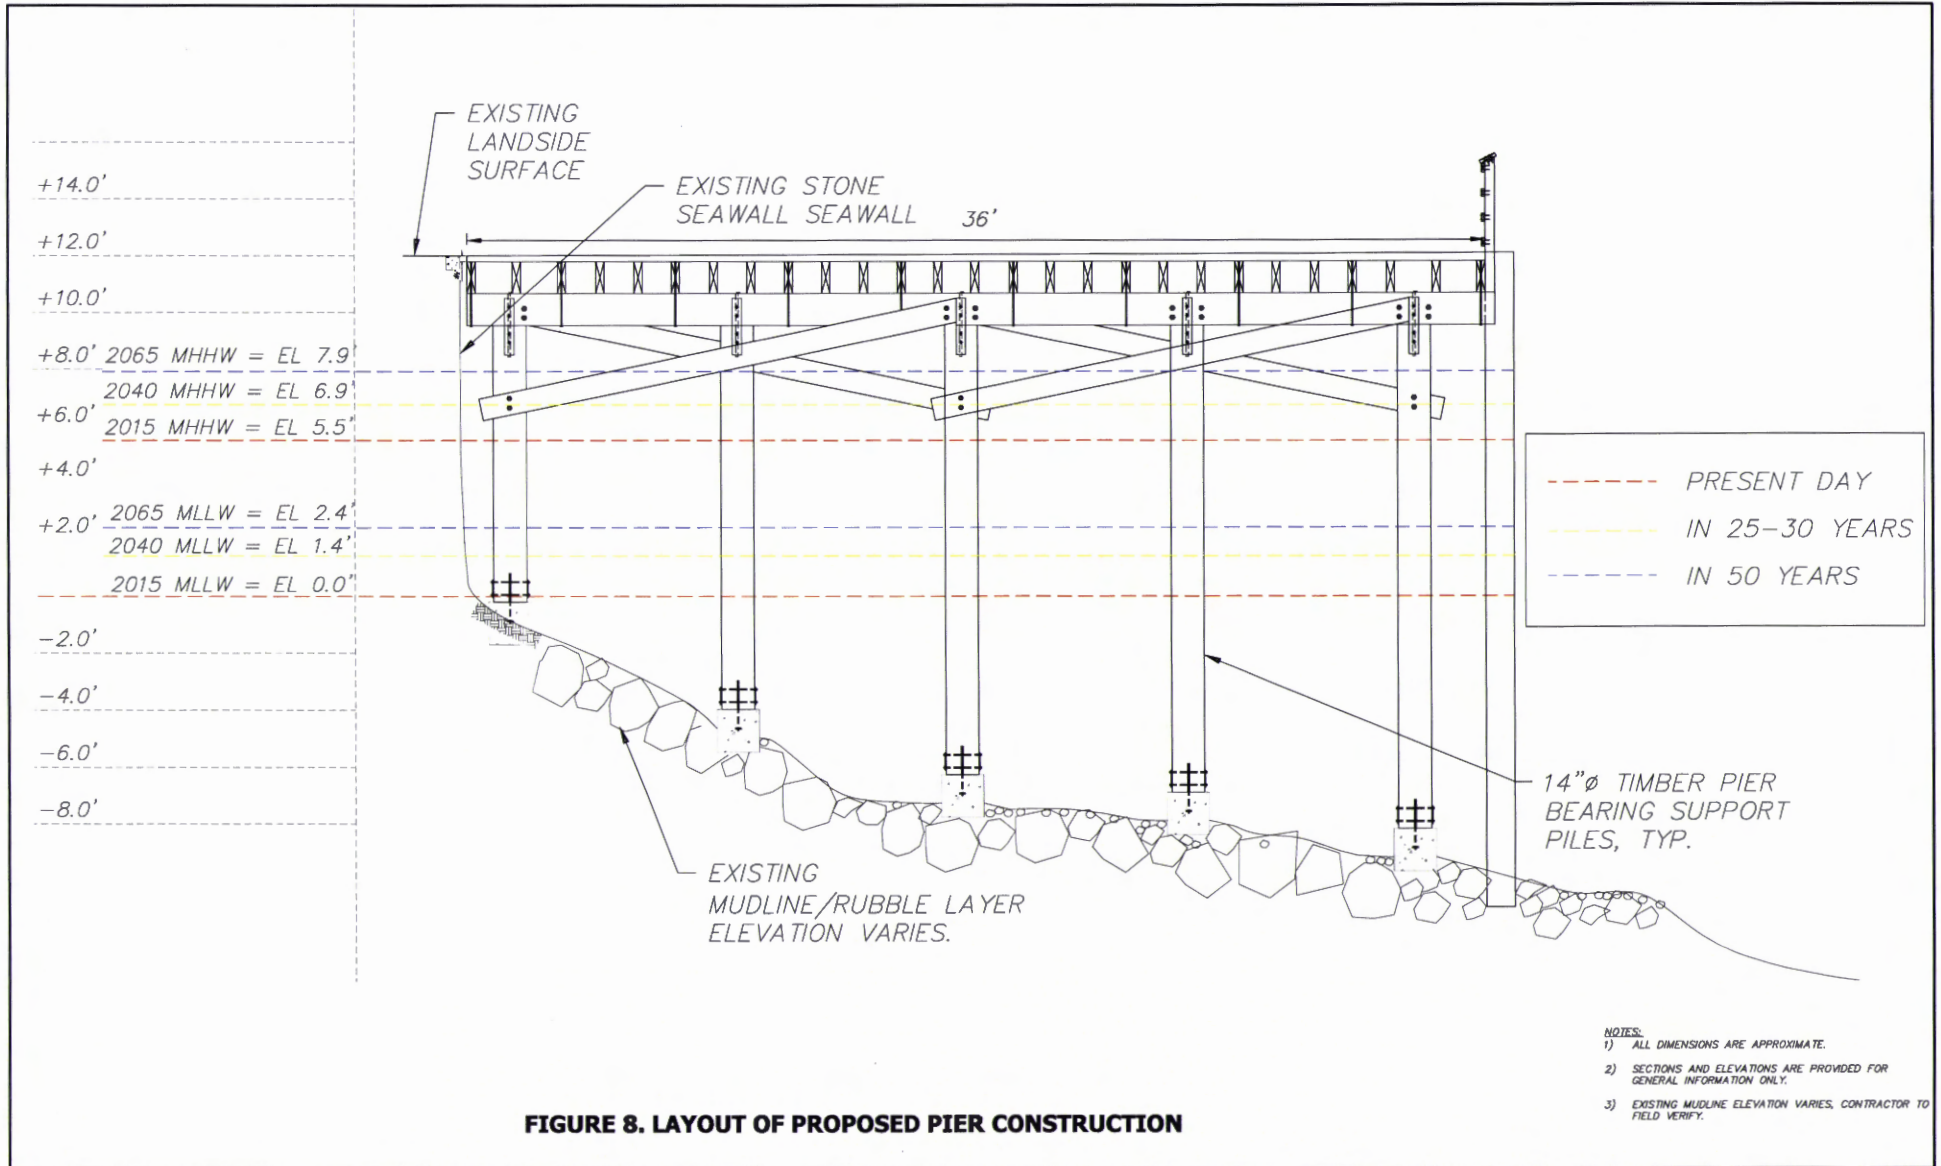 EXISTING
LANDSIDE
SURFACE
EXISTING STONE
SEAWALL SEAWALL
36'
+14.0'
+12.0'
+10.0'
+8.0'
2065 MHHW = EL 7.9'
2040 MHHW = EL 6.9'
+6.0'
2015 MHHW = EL 5.5'
+4.0'
2065 MLLW = EL 2.4'
+2.0'
2040 MLLW = EL 1.4'
2015 MLLW = EL 0.0'
-2.0'
-4.0'
-6.0'
-8.0'
PRESENT DAY
IN 25-30 YEARS
IN 50 YEARS
14"ø TIMBER PIER
BEARING SUPPORT
PILES, TYP.
EXISTING
MUDLINE/RUBBLE LAYER
ELEVATION VARIES.
NOTES:
1) ALL DIMENSIONS ARE APPROXIMATE.
2) SECTIONS AND ELEVATIONS ARE PROVIDED FOR
GENERAL INFORMATION ONLY.
3) EXISTING MUDLINE ELEVATION VARIES, CONTRACTOR TO
FIELD VERIFY.
FIGURE 8. LAYOUT OF PROPOSED PIER CONSTRUCTION